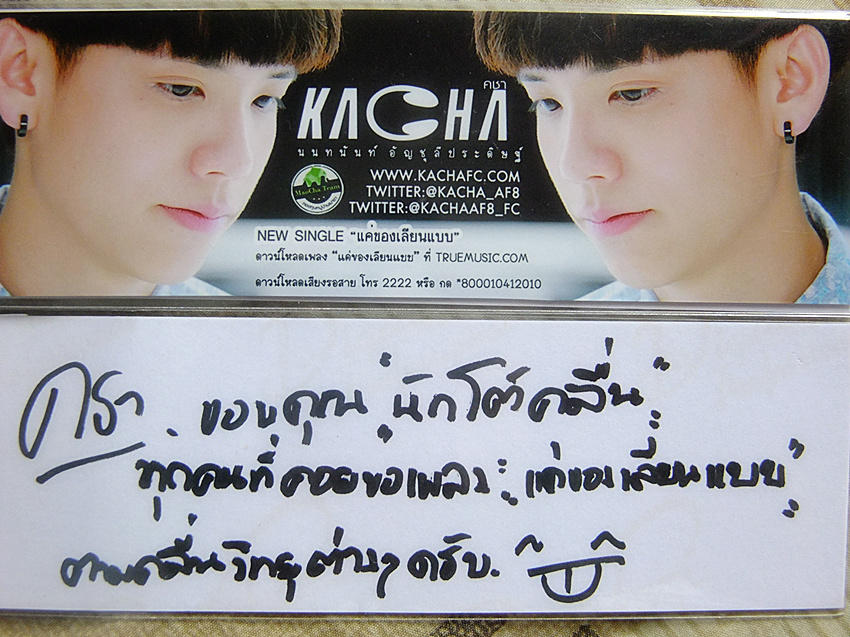 คชา
KACHA
นนทนันท์ อัญชุลีประดิษฐ์
WWW.KACHAFC.COM
TWITTER:@KACHA_AF8
TWITTER:@KACHAAF8_FC
MaoCha Team
NEW SINGLE "แค่ของเลียนแบบ"
ดาวน์โหลดเพลง "แค่ของเลียนแบบ" ที่ TRUEMUSIC.COM
ดาวน์โหลดเสียงรอสาย โทร 2222 หรือ กด *800010412010
คชา ขอบคุณ "นักโต้คลื่น"
ทุกคนที่คอยขอเพลง "แค่ของเลียนแบบ"
ตามคลื่นวิทยุต่างๆครับ.